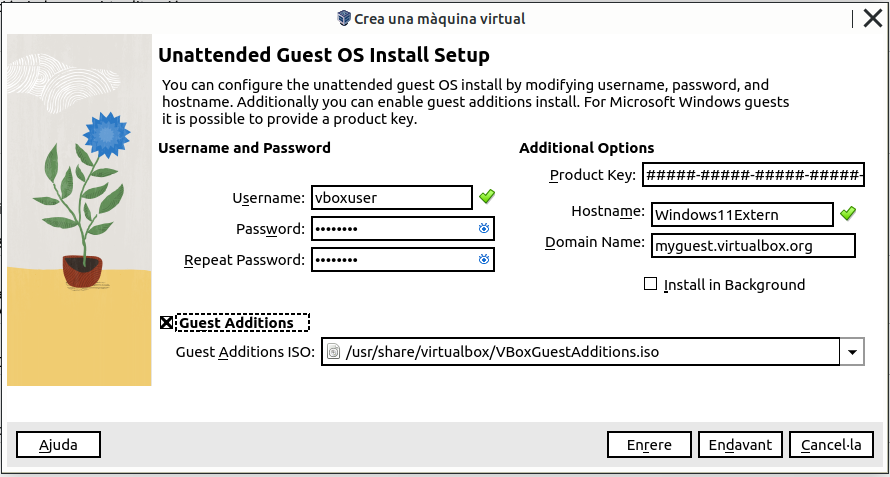 Crea una màquina virtual
Unattended Guest OS Install Setup
You can configure the unattended guest OS install by modifying username, password, and
hostname. Additionally you can enable guest additions install. For Microsoft Windows guests
it is possible to provide a product key.
Username and Password
Username: vboxuser
Password: ••••••••
Repeat Password: ••••••••
Additional Options
Product Key: #####-#####-#####-#####-
Hostname: Windows11Extern
Domain Name: myguest.virtualbox.org
Install in Background
Guest Additions
Guest Additions ISO: /usr/share/virtualbox/VBoxGuestAdditions.iso
Ajuda
Enrere
Endavant
Cancel·la